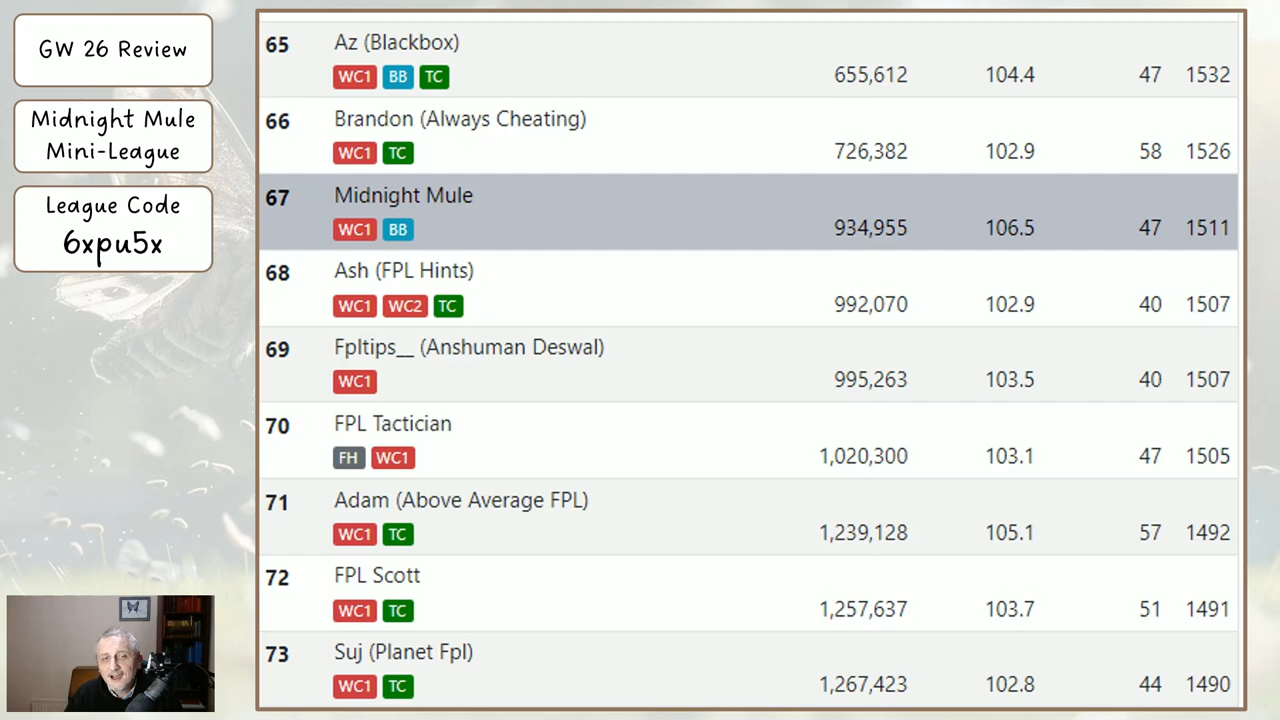 GW 26 Review
Midnight Mule
Mini-League
League Code
6xpu5x
65 Az (Blackbox)
WC1 BB TC 655,612 104.4 47 1532
66 Brandon (Always Cheating)
WC1 TC 726,382 102.9 58 1526
67 Midnight Mule
WC1 BB 934,955 106.5 47 1511
68 Ash (FPL Hints)
WC1 WC2 TC 992,070 102.9 40 1507
69 Fpltips__ (Anshuman Deswal)
WC1 995,263 103.5 40 1507
70 FPL Tactician
FH WC1 1,020,300 103.1 47 1505
71 Adam (Above Average FPL)
WC1 TC 1,239,128 105.1 57 1492
72 FPL Scott
WC1 TC 1,257,637 103.7 51 1491
73 Suj (Planet Fpl)
WC1 TC 1,267,423 102.8 44 1490